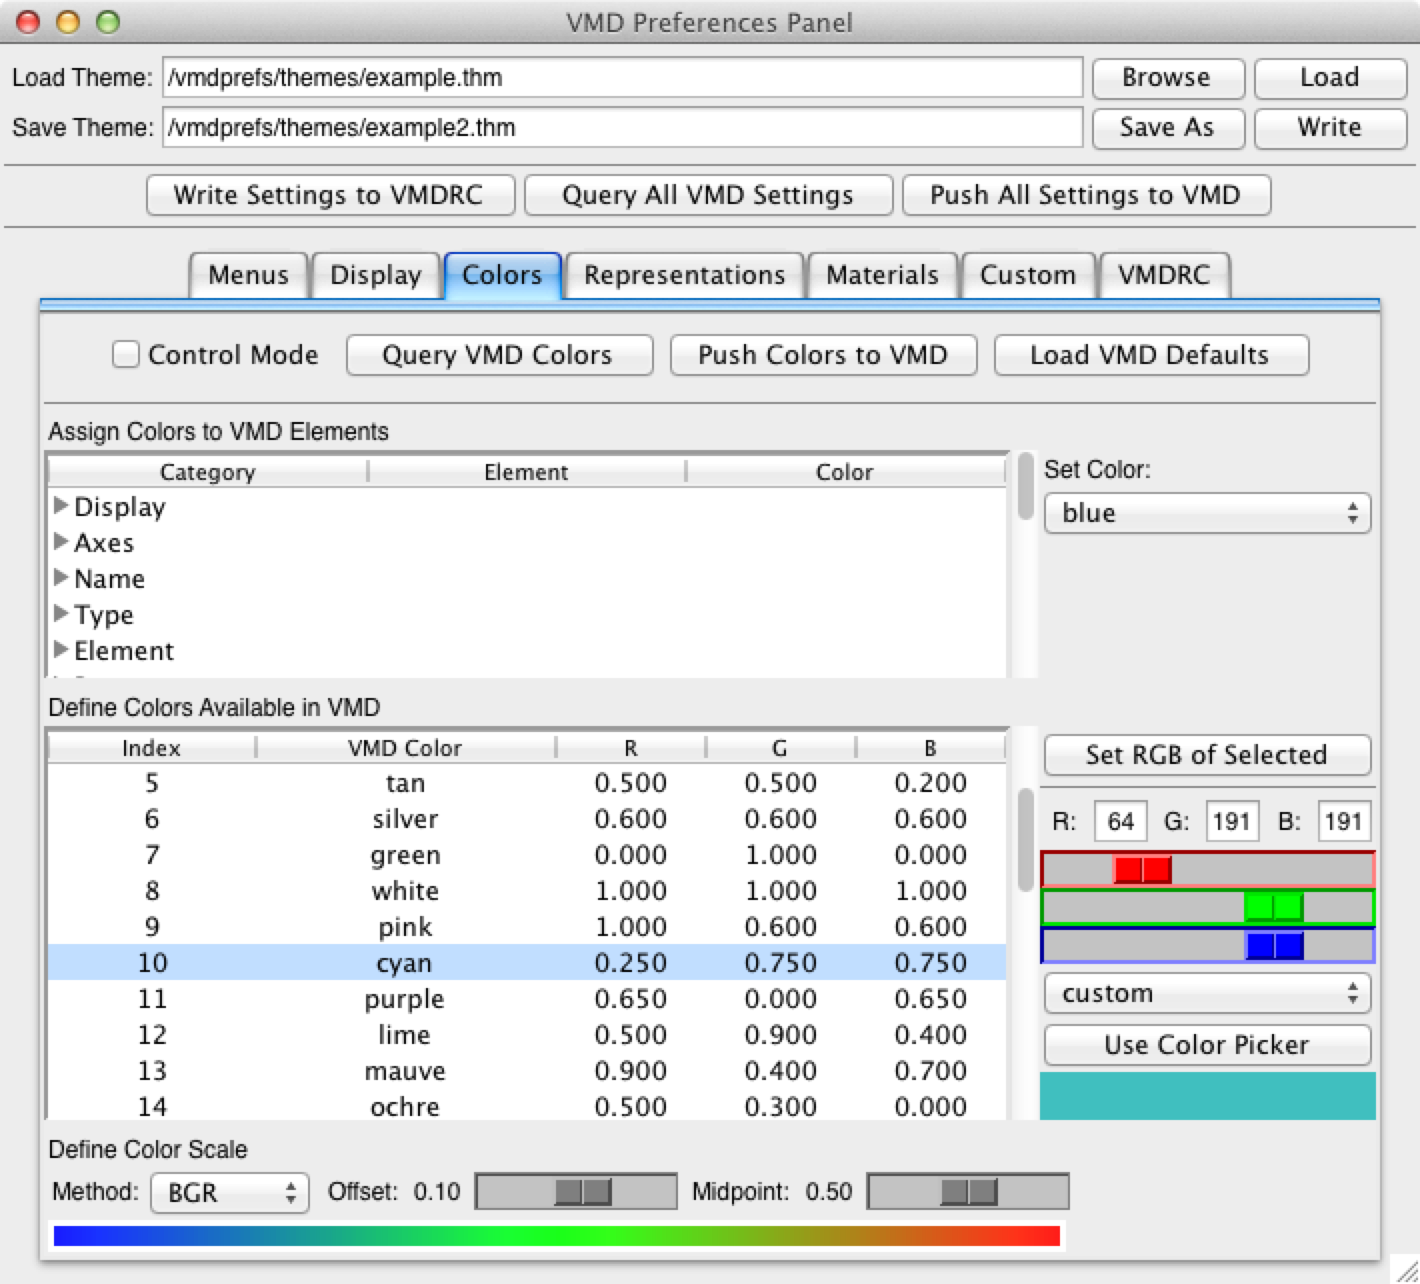 VMD Preferences Panel
Load Theme: /vmdprefs/themes/example.thm Browse Load
Save Theme: /vmdprefs/themes/example2.thm Save As Write
Write Settings to VMDRC Query All VMD Settings Push All Settings to VMD
Menus Display Colors Representations Materials Custom VMDRC
Control Mode Query VMD Colors Push Colors to VMD Load VMD Defaults
Assign Colors to VMD Elements
Category Element Color
Set Color:
Display
blue
Axes
Name
Type
Element
Define Colors Available in VMD
Index VMD Color R G B
Set RGB of Selected
5 tan 0.500 0.500 0.200
6 silver 0.600 0.600 0.600
R: 64 G: 191 B: 191
7 green 0.000 1.000 0.000
8 white 1.000 1.000 1.000
9 pink 1.000 0.600 0.600
10 cyan 0.250 0.750 0.750
11 purple 0.650 0.000 0.650
custom
12 lime 0.500 0.900 0.400
Use Color Picker
13 mauve 0.900 0.400 0.700
14 ochre 0.500 0.300 0.000
Define Color Scale
Method: BGR Offset: 0.10 Midpoint: 0.50